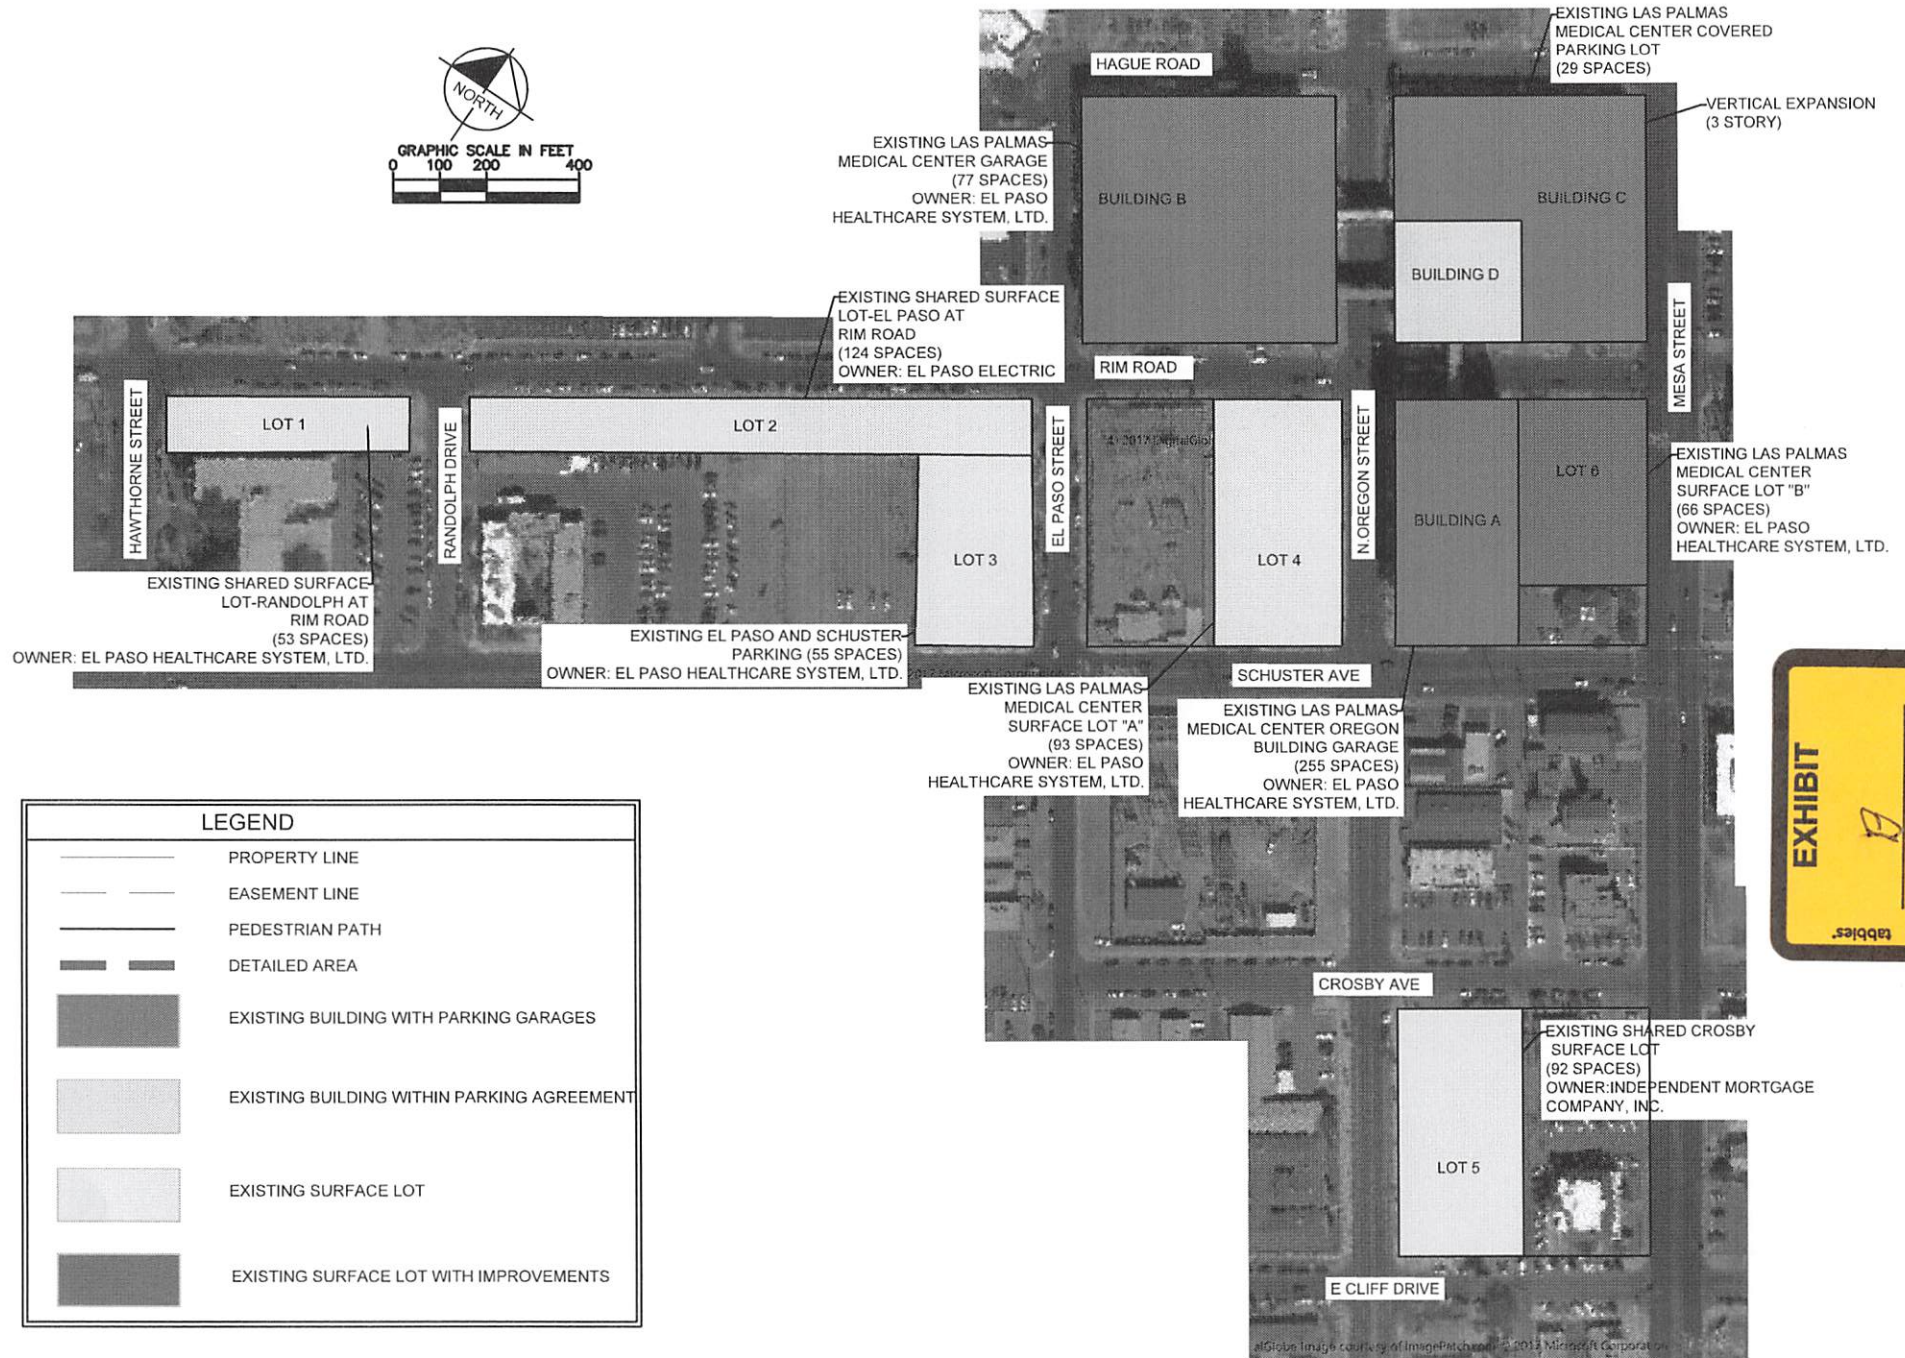 NORTH
GRAPHIC SCALE IN FEET
0 100 200 400
HAGUE ROAD
EXISTING LAS PALMAS
MEDICAL CENTER COVERED
PARKING LOT
(29 SPACES)
VERTICAL EXPANSION
(3 STORY)
EXISTING LAS PALMAS
MEDICAL CENTER GARAGE
(77 SPACES)
OWNER: EL PASO
HEALTHCARE SYSTEM, LTD.
BUILDING B
BUILDING C
BUILDING D
MESA STREET
EXISTING SHARED SURFACE
LOT-EL PASO AT
RIM ROAD
(124 SPACES)
OWNER: EL PASO ELECTRIC
RIM ROAD
HAWTHORNE STREET
LOT 1
RANDOLPH DRIVE
LOT 2
EL PASO STREET
LOT 3
LOT 4
N.OREGON STREET
BUILDING A
LOT 6
EXISTING LAS PALMAS
MEDICAL CENTER
SURFACE LOT "B"
(66 SPACES)
OWNER: EL PASO
HEALTHCARE SYSTEM, LTD.
EXISTING SHARED SURFACE
LOT-RANDOLPH AT
RIM ROAD
(53 SPACES)
OWNER: EL PASO HEALTHCARE SYSTEM, LTD.
EXISTING EL PASO AND SCHUSTER
PARKING (55 SPACES)
OWNER: EL PASO HEALTHCARE SYSTEM, LTD.
SCHUSTER AVE
EXISTING LAS PALMAS
MEDICAL CENTER
SURFACE LOT "A"
(93 SPACES)
OWNER: EL PASO
HEALTHCARE SYSTEM, LTD.
EXISTING LAS PALMAS
MEDICAL CENTER OREGON
BUILDING GARAGE
(255 SPACES)
OWNER: EL PASO
HEALTHCARE SYSTEM, LTD.
EXHIBIT
B
tabbies
LEGEND
PROPERTY LINE
EASEMENT LINE
PEDESTRIAN PATH
DETAILED AREA
EXISTING BUILDING WITH PARKING GARAGES
EXISTING BUILDING WITHIN PARKING AGREEMENT
EXISTING SURFACE LOT
EXISTING SURFACE LOT WITH IMPROVEMENTS
CROSBY AVE
EXISTING SHARED CROSBY
SURFACE LOT
(92 SPACES)
OWNER:INDEPENDENT MORTGAGE
COMPANY, INC.
LOT 5
E CLIFF DRIVE
Image courtesy of ImagePatch.com © 2017 Microsoft Corporation